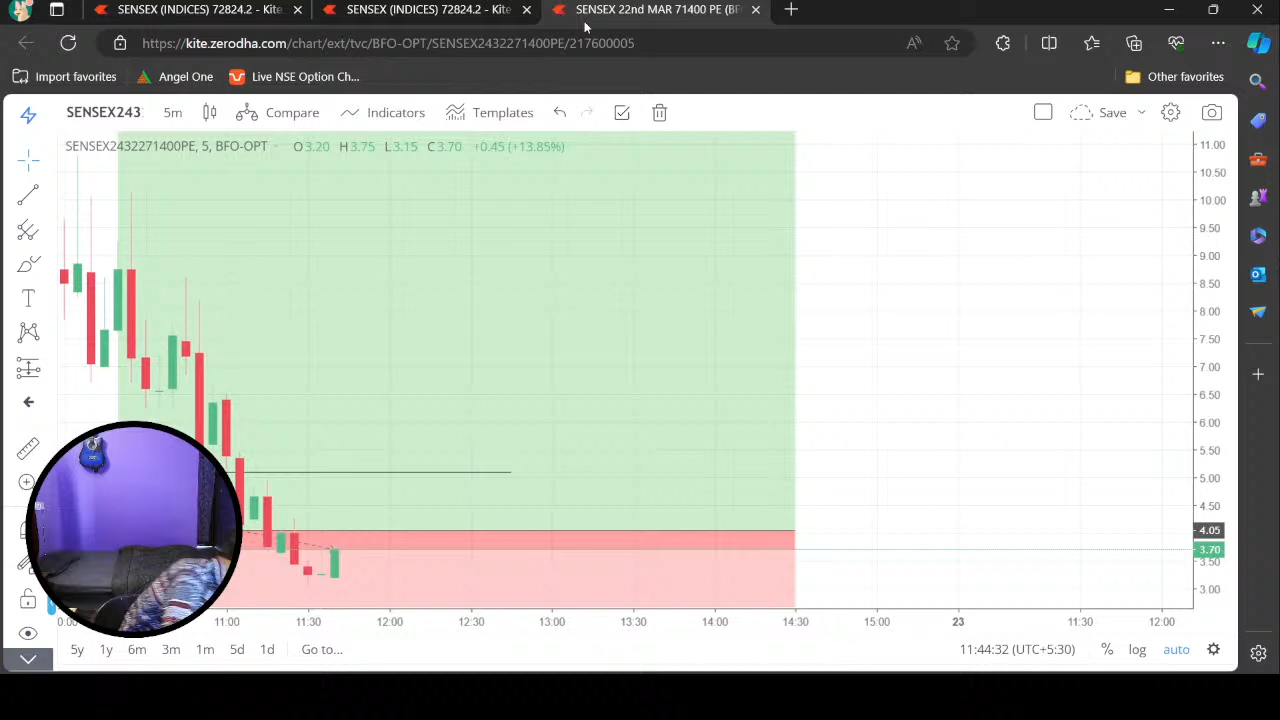 SENSEX (INDICES) 72824.2 - Kite
SENSEX (INDICES) 72824.2 - Kite
SENSEX 22nd MAR 71400 PE (BF
https://kite.zerodha.com/chart/ext/tvc/BFO-OPT/SENSEX2432271400PE/217600005
Import favorites
Angel One
Live NSE Option Ch...
Other favorites
SENSEX243
5m
Compare
Indicators
Templates
Save
SENSEX2432271400PE, 5, BFO-OPT
O3.20 H3.75 L3.15 C3.70 +0.45 (+13.85%)
11.00
10.50
10.00
9.50
9.00
8.50
8.00
7.50
7.00
6.50
6.00
5.50
5.00
4.50
4.05
3.70
3.50
3.00
0:00 11:00 11:30 12:00 12:30 13:00 13:30 14:00 14:30 15:00 23 11:30 12:00
5y 1y 6m 3m 1m 5d 1d Go to... 11:44:32 (UTC+5:30) % log auto